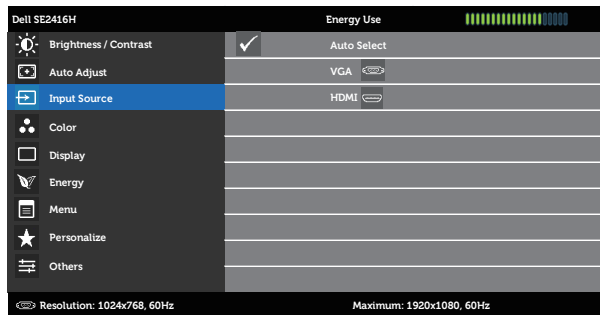 Dell SE2416H Energy Use
Brightness / Contrast Auto Select
Auto Adjust VGA
Input Source HDMI
Color
Display
Energy
Menu
Personalize
Others
Resolution: 1024x768, 60Hz Maximum: 1920x1080, 60Hz